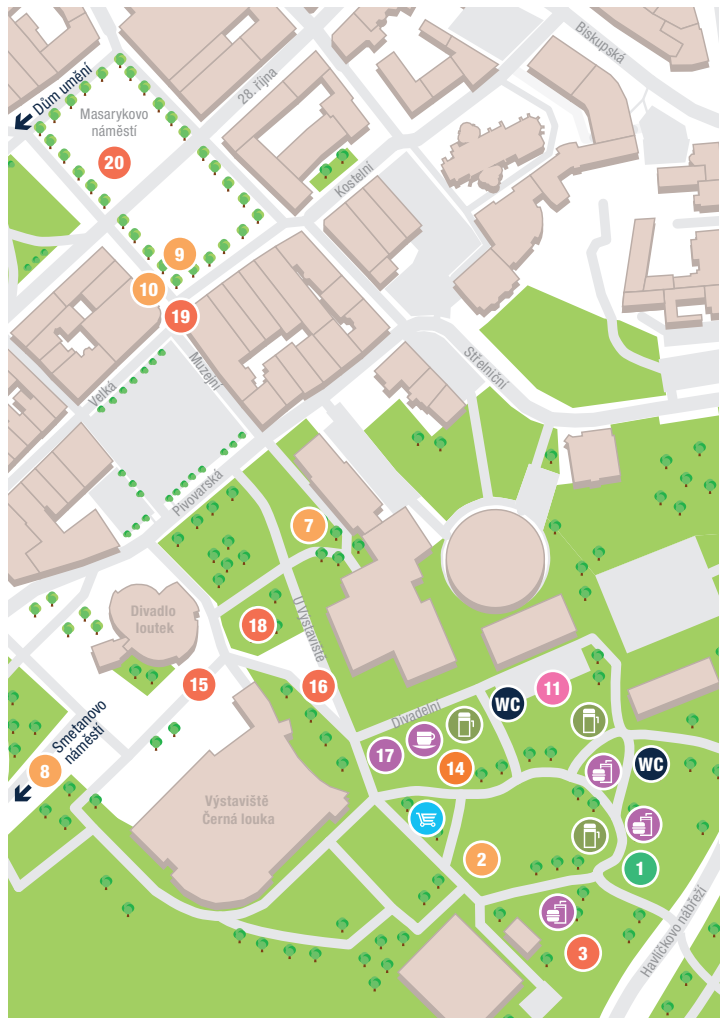 Biskupská
Dům umění
28. října
Masarykovo
náměstí
20
Kostelní
9
10
19
Střelniční
Muzejní
Velká
Pivovarská
7
Divadlo
loutek
18
U Výstaviště
15
16
11
WC
Divadelní
Smetanovo
náměstí
17
14
WC
8
Výstaviště
Černá louka
2
1
3
Havlíčkovo nábřeží